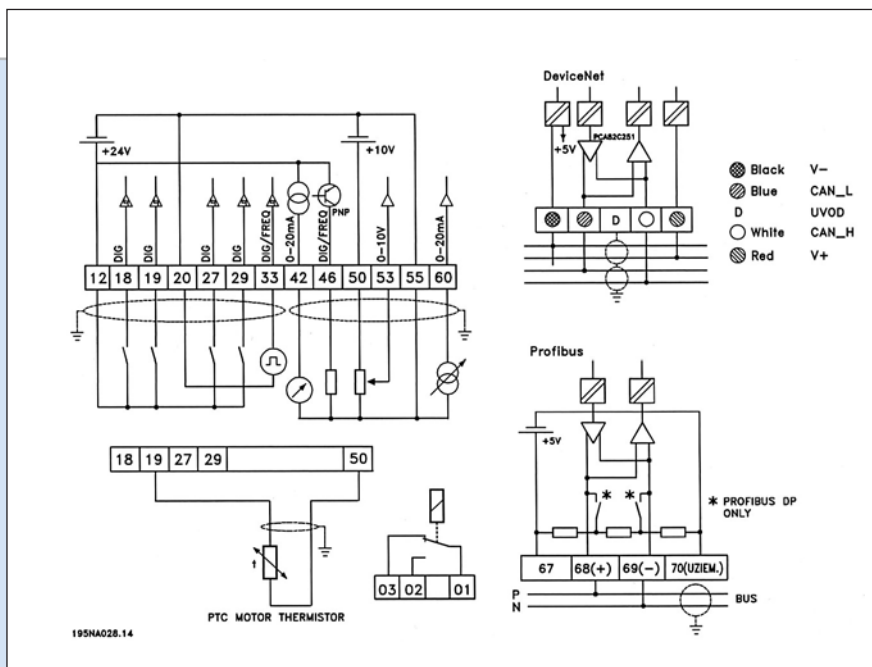 DeviceNet
PCA82C251
+5V
Black V-
Blue CAN_L
D UVOD
White CAN_H
Red V+
D
+24V
+10V
PNP
DIG
DIG
DIG
DIG
DIG/FREQ
0-20mA
DIG/FREQ
0-10V
0-20mA
12 18 19 20 27 29 33 42 46 50 53 55 60
Profibus
+5V
* *
* PROFIBUS DP
ONLY
67 68(+) 69(-) 70(UZIEM.)
P
N
BUS
18 19 27 29 50
t
PTC MOTOR THERMISTOR
03 02 01
195NA028.14